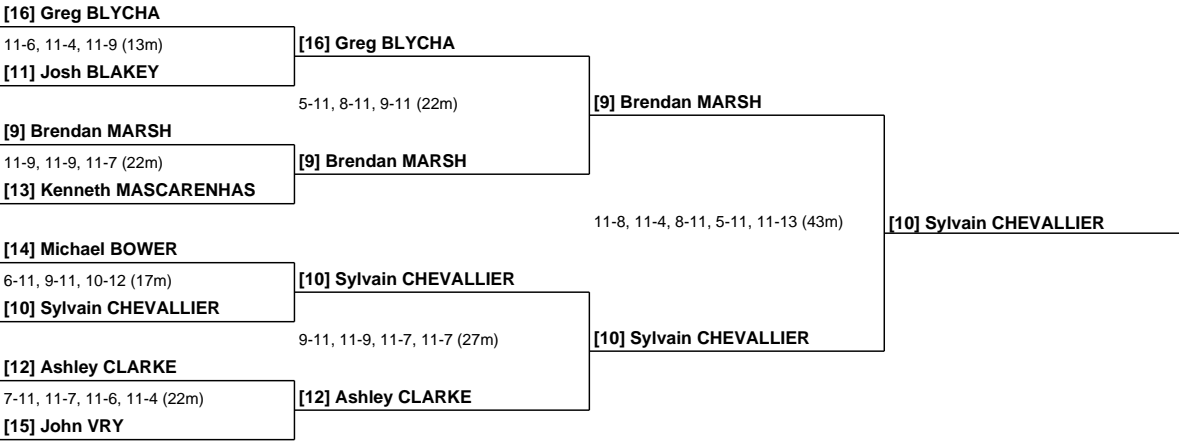 [16] Greg BLYCHA
11-6, 11-4, 11-9 (13m)
[11] Josh BLAKEY
[16] Greg BLYCHA
5-11, 8-11, 9-11 (22m)
[9] Brendan MARSH
[9] Brendan MARSH
11-9, 11-9, 11-7 (22m)
[13] Kenneth MASCARENHAS
[9] Brendan MARSH
11-8, 11-4, 8-11, 5-11, 11-13 (43m)
[10] Sylvain CHEVALLIER
[14] Michael BOWER
6-11, 9-11, 10-12 (17m)
[10] Sylvain CHEVALLIER
[10] Sylvain CHEVALLIER
9-11, 11-9, 11-7, 11-7 (27m)
[10] Sylvain CHEVALLIER
[12] Ashley CLARKE
7-11, 11-7, 11-6, 11-4 (22m)
[15] John VRY
[12] Ashley CLARKE